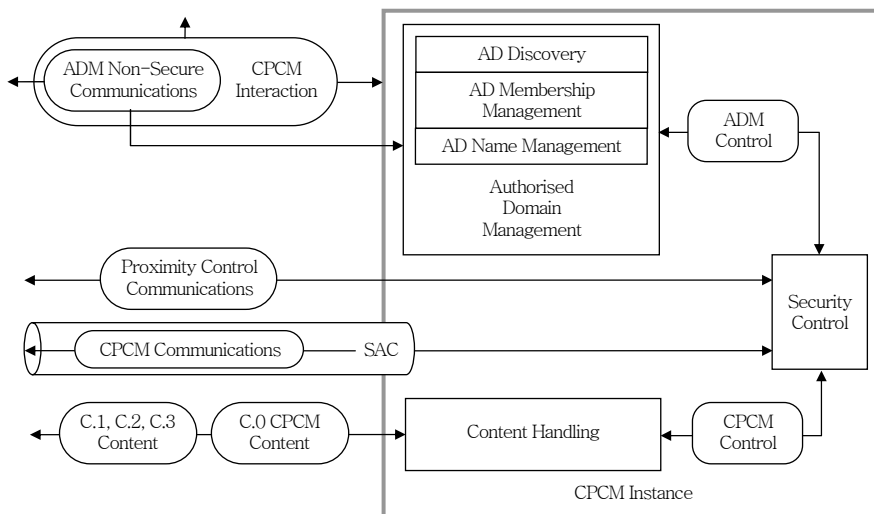 ADM Non-Secure
Communications
CPCM
Interaction
AD Discovery
AD Membership
Management
AD Name Management
Authorised
Domain
Management
ADM
Control
Proximity Control
Communications
Security
Control
CPCM Communications
SAC
C.1, C.2, C.3
Content
C.0 CPCM
Content
Content Handling
CPCM
Control
CPCM Instance